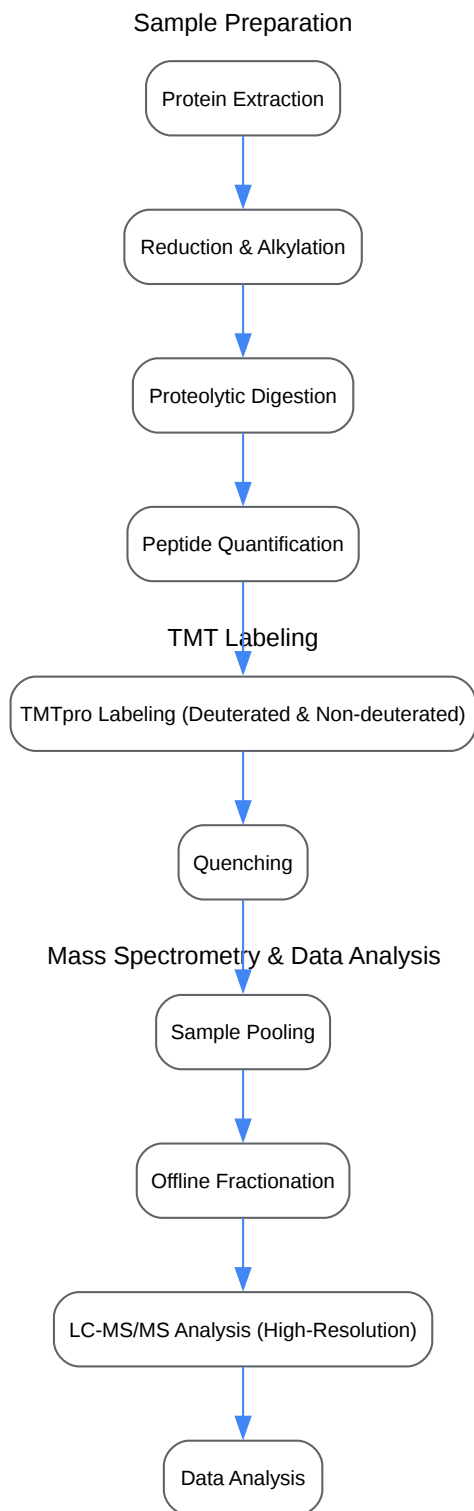 Sample Preparation
Protein Extraction
Reduction & Alkylation
Proteolytic Digestion
Peptide Quantification
TMT Labeling
TMTpro Labeling (Deuterated & Non-deuterated)
Quenching
Mass Spectrometry & Data Analysis
Sample Pooling
Offline Fractionation
LC-MS/MS Analysis (High-Resolution)
Data Analysis